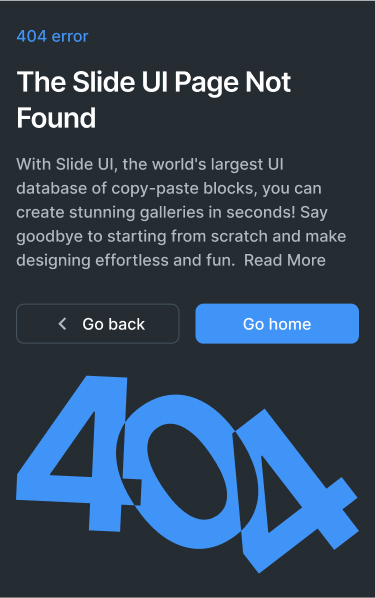 404 error
The Slide UI Page Not
Found
With Slide UI, the world's largest UI
database of copy-paste blocks, you can
create stunning galleries in seconds! Say
goodbye to starting from scratch and make
designing effortless and fun.  Read More
Go back
Go home
404